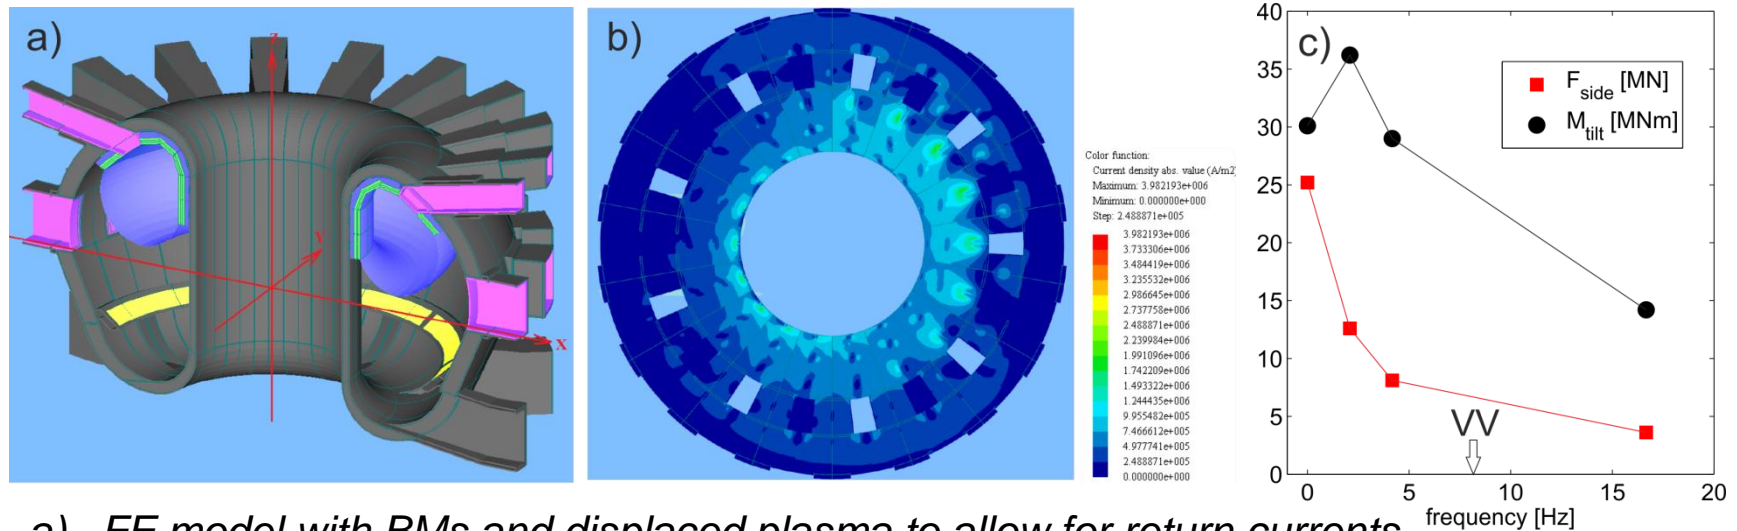 a)
z
y
x
b)
Color function:
Current density abs. value (A/m2)
Maximum: 3.982193e+006
Minimum: 0.000000e+000
Step: 2.488871e+005
3.982193e+006
3.733306e+006
3.484419e+006
3.235532e+006
2.986645e+006
2.737758e+006
2.488871e+006
2.239984e+006
1.991096e+006
1.742209e+006
1.493322e+006
1.244435e+006
9.955482e+005
7.466612e+005
4.977741e+005
2.488871e+005
0.000000e+000
c)
40
35
30
25
20
15
10
5
0
F_side [MN]
M_tilt [MNm]
VV
0 5 10 15 20
frequency [Hz]
a) FE model with BMs and displaced plasma to allow for return currents